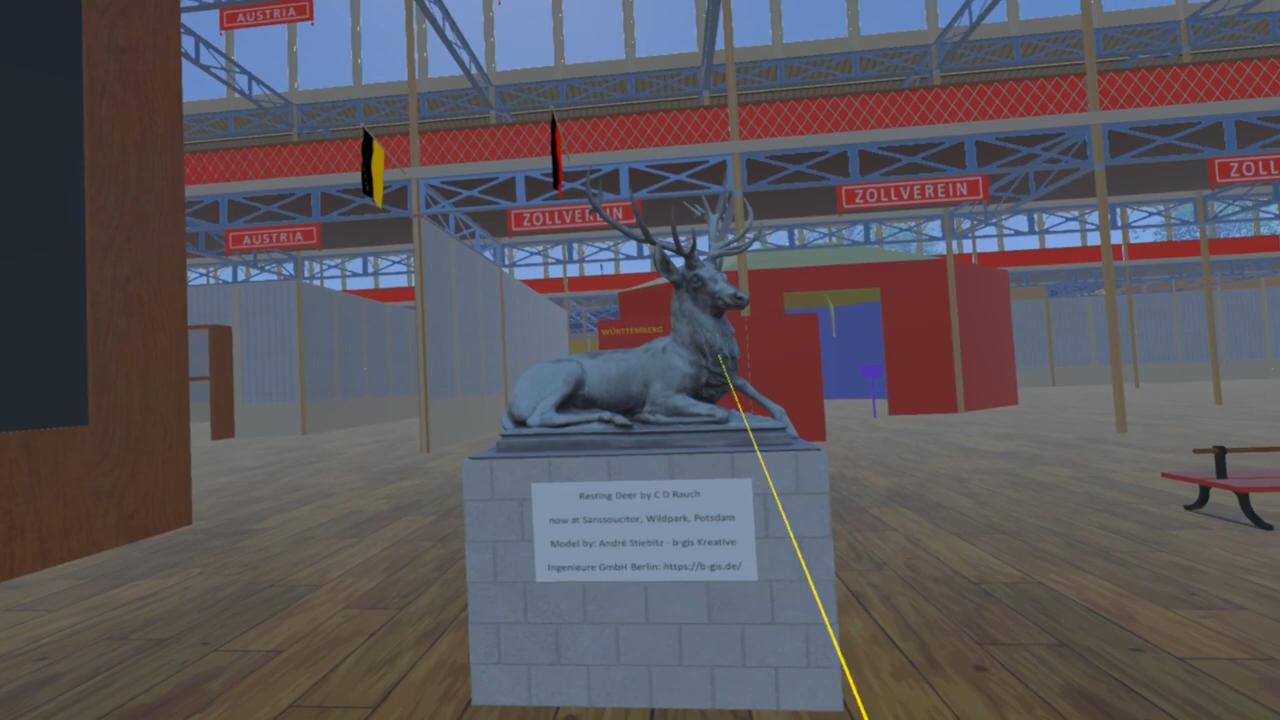 AUSTRIA
ZOLLVEREIN
ZOLLVEREIN
ZOLL
AUSTRIA
WÜRTTEMBERG
Resting Deer by C D Rauch
now at Sanssoucitor, Wildpark, Potsdam
Model by: André Stiebitz - b-gis Kreative
Ingenieure GmbH Berlin: https://b-gis.de/